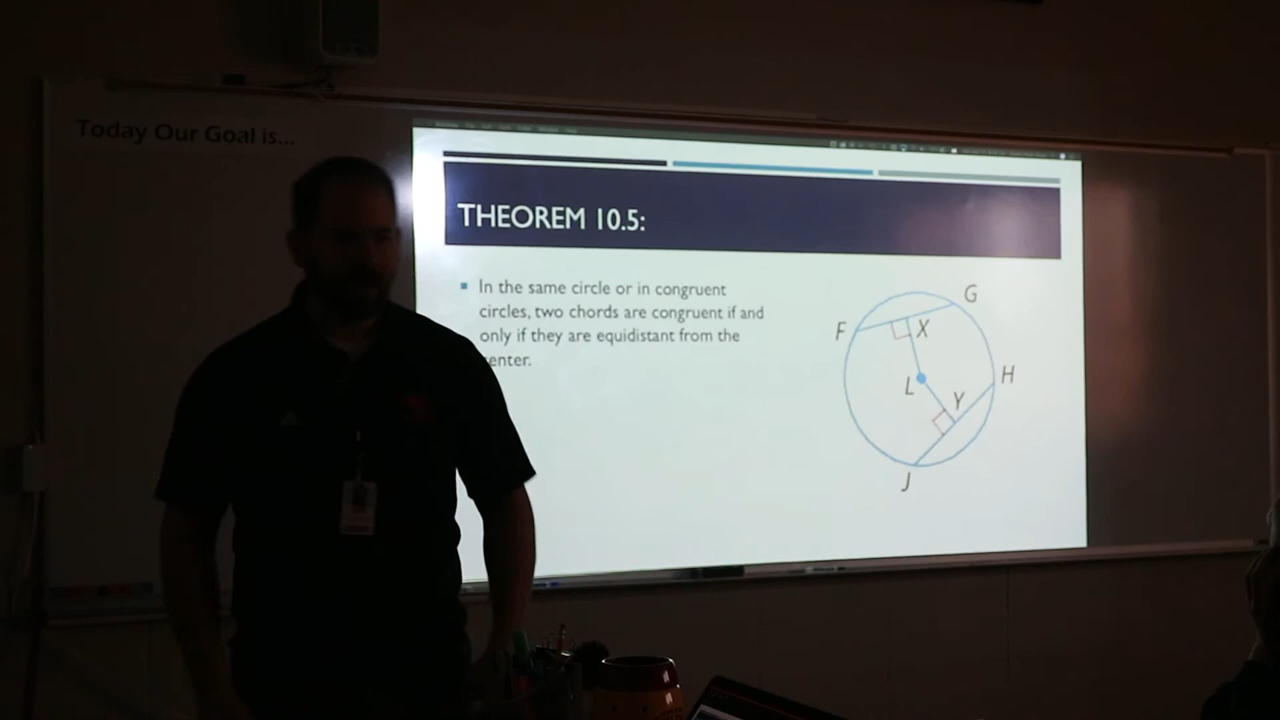 Today Our Goal is...
THEOREM 10.5:
In the same circle or in congruent
circles, two chords are congruent if and
only if they are equidistant from the
enter.
G
F
X
H
L
Y
J